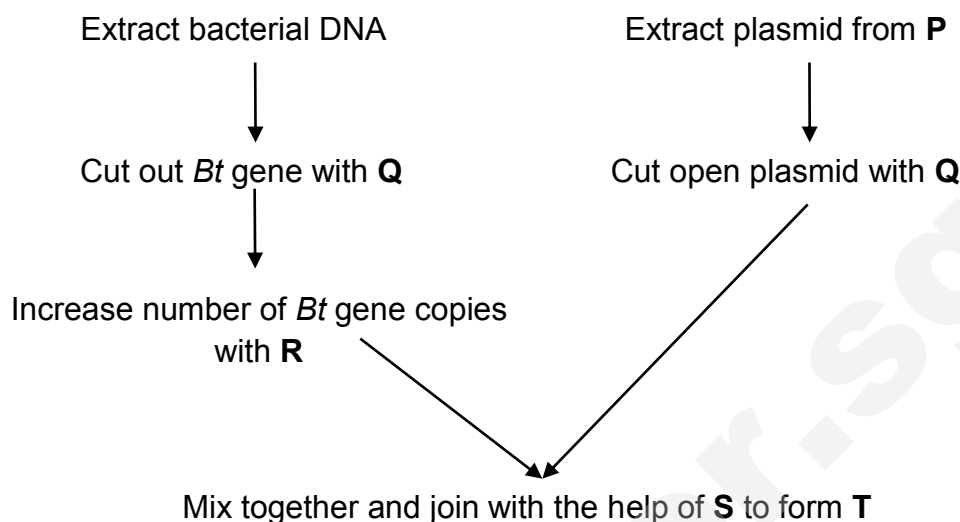 Extract bacterial DNA
Extract plasmid from P
Cut out Bt gene with Q
Cut open plasmid with Q
Increase number of Bt gene copies
with R
Mix together and join with the help of S to form T